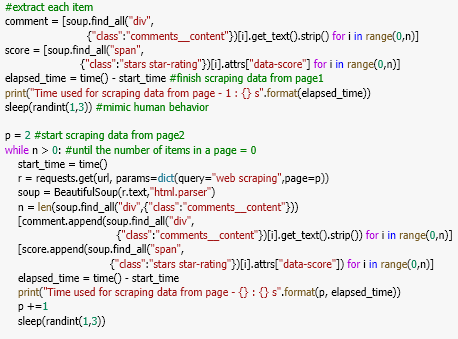 #extract each item
comment = [soup.find_all("div",
{"class":"comments__content"})[i].get_text().strip() for i in range(0,n)]
score = [soup.find_all("span",
{"class":"stars star-rating"})[i].attrs["data-score"] for i in range(0,n)]
elapsed_time = time() - start_time #finish scraping data from page1
print("Time used for scraping data from page - 1 : {} s".format(elapsed_time))
sleep(randint(1,3)) #mimic human behavior
p = 2 #start scraping data from page2
while n > 0: #until the number of items in a page = 0
start_time = time()
r = requests.get(url, params=dict(query="web scraping",page=p))
soup = BeautifulSoup(r.text,"html.parser")
n = len(soup.find_all("div",{"class":"comments__content"}))
[comment.append(soup.find_all("div",
{"class":"comments__content"})[i].get_text().strip()) for i in range(0,n)]
[score.append(soup.find_all("span",
{"class":"stars star-rating"})[i].attrs["data-score"]) for i in range(0,n)]
elapsed_time = time() - start_time
print("Time used for scraping data from page - {} : {} s".format(p, elapsed_time))
p +=1
sleep(randint(1,3))